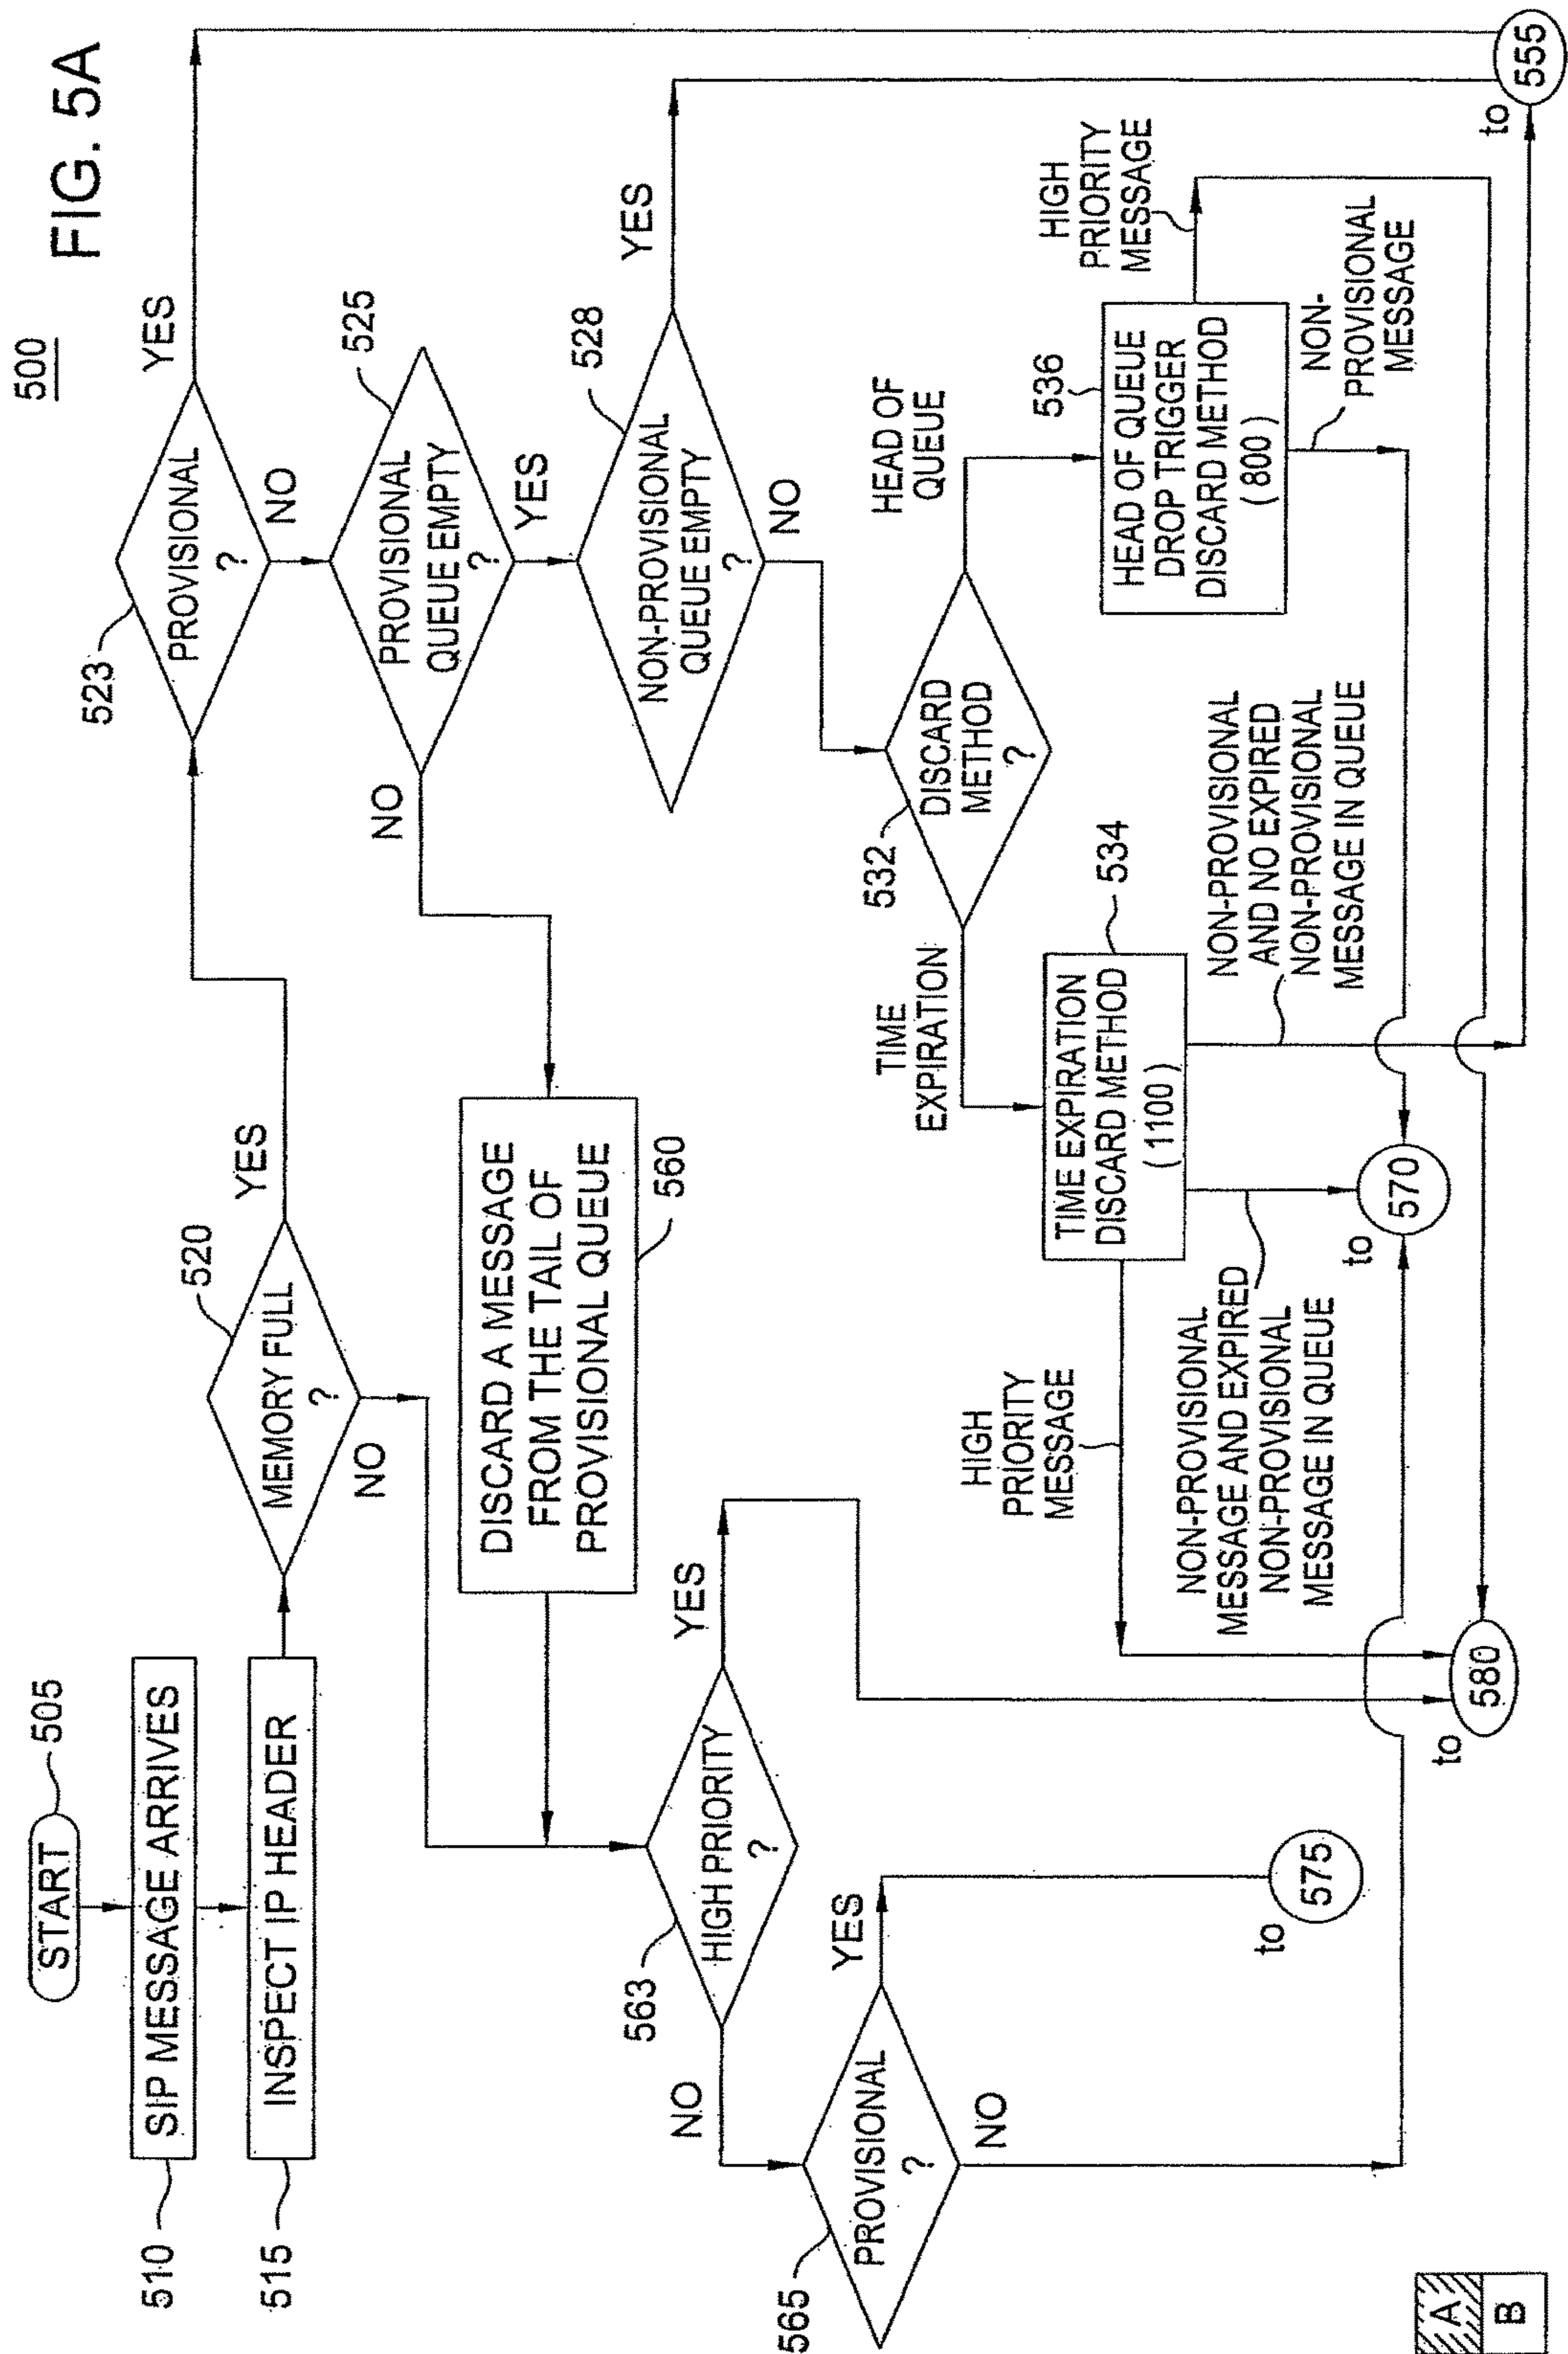 500
FIG. 5A
START
505
510
SIP MESSAGE ARRIVES
515
INSPECT IP HEADER
520
MEMORY FULL
?
YES
NO
523
PROVISIONAL
?
YES
NO
525
PROVISIONAL
QUEUE EMPTY
?
NO
YES
528
NON-PROVISIONAL
QUEUE EMPTY
?
YES
NO
DISCARD A MESSAGE
FROM THE TAIL OF
PROVISIONAL QUEUE
560
563
HIGH PRIORITY
?
YES
NO
565
PROVISIONAL
?
YES
NO
to
575
532
DISCARD
METHOD
?
TIME
EXPIRATION
HEAD OF
QUEUE
534
TIME EXPIRATION
DISCARD METHOD
( 1100 )
536
HEAD OF QUEUE
DROP TRIGGER
DISCARD METHOD
( 800 )
HIGH
PRIORITY
MESSAGE
NON-PROVISIONAL
MESSAGE AND EXPIRED
NON-PROVISIONAL
MESSAGE IN QUEUE
NON-PROVISIONAL
AND NO EXPIRED
NON-PROVISIONAL
MESSAGE IN QUEUE
HIGH
PRIORITY
MESSAGE
NON-
PROVISIONAL
MESSAGE
to
570
to
580
to
555
A
B